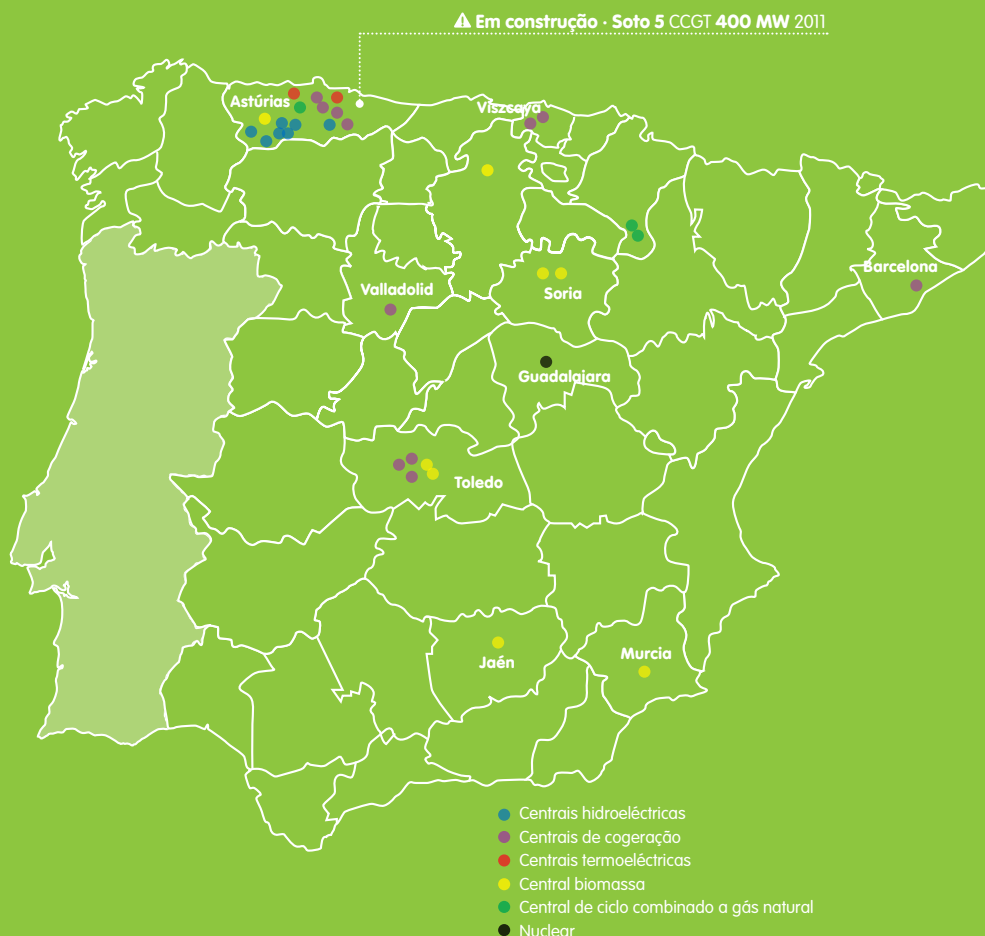 ⚠ Em construção · Soto 5 CCGT 400 MW 2011
Astúrias
Viszcaya
Barcelona
Valladolid
Soria
Guadalajara
Toledo
Murcia
Jaén
Centrais hidroeléctricas
Centrais de cogeração
Centrais termoeléctricas
Central biomassa
Central de ciclo combinado a gás natural
Nuclear